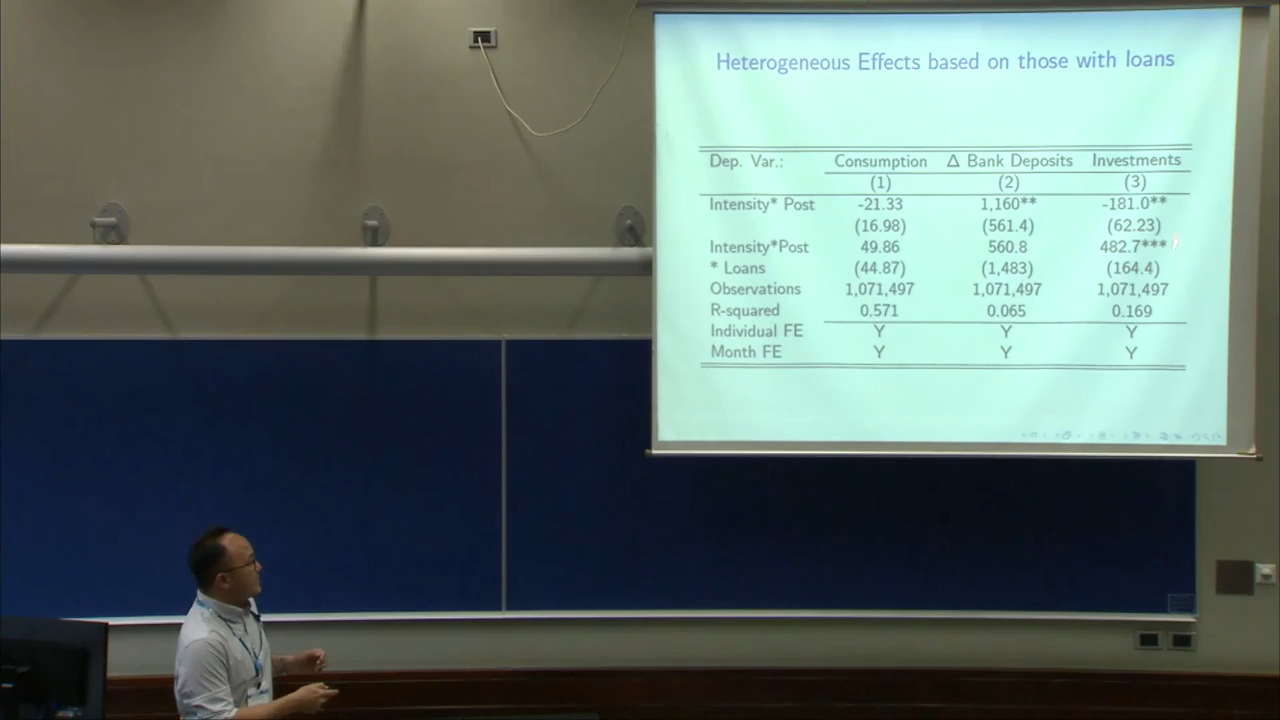 Heterogeneous Effects based on those with loans
Dep. Var.: Consumption Δ Bank Deposits Investments
(1) (2) (3)
Intensity* Post -21.33 1,160** -181.0**
(16.98) (561.4) (62.23)
Intensity*Post 49.86 560.8 482.7***
* Loans (44.87) (1,483) (164.4)
Observations 1,071,497 1,071,497 1,071,497
R-squared 0.571 0.065 0.169
Individual FE Y Y Y
Month FE Y Y Y